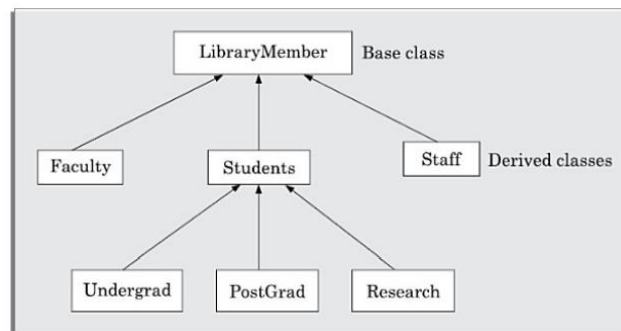 LibraryMember Base class
Faculty Students Staff Derived classes
Undergrad PostGrad Research